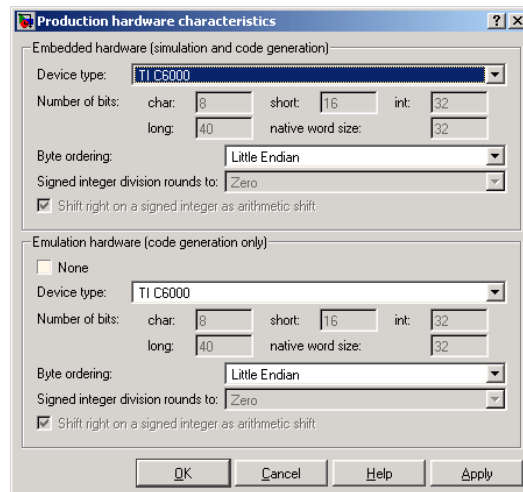 Production hardware characteristics
Embedded hardware (simulation and code generation)
Device type: TI C6000
Number of bits: char: 8 short: 16 int: 32
long: 40 native word size: 32
Byte ordering: Little Endian
Signed integer division rounds to: Zero
Shift right on a signed integer as arithmetic shift
Emulation hardware (code generation only)
None
Device type: TI C6000
Number of bits: char: 8 short: 16 int: 32
long: 40 native word size: 32
Byte ordering: Little Endian
Signed integer division rounds to: Zero
Shift right on a signed integer as arithmetic shift
OK Cancel Help Apply